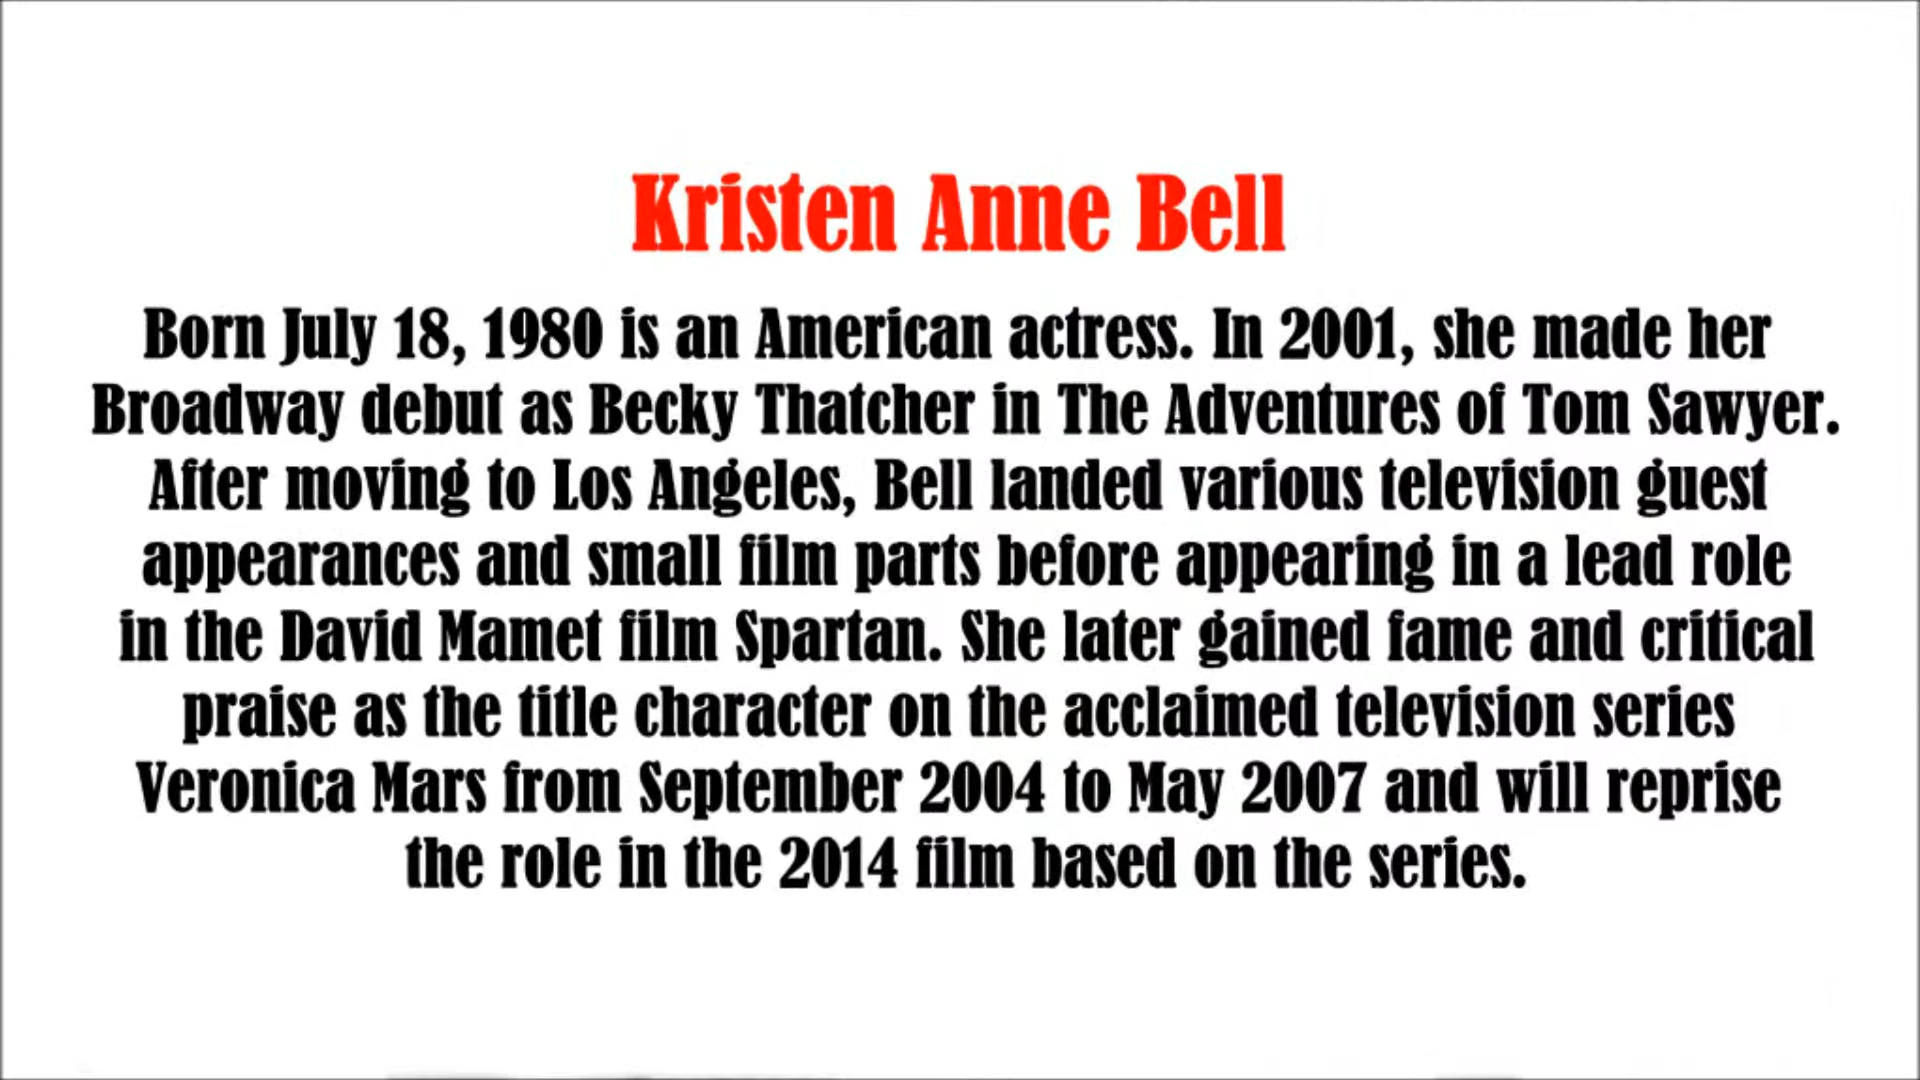 Kristen Anne Bell
Born July 18, 1980 is an American actress. In 2001, she made her
Broadway debut as Becky Thatcher in The Adventures of Tom Sawyer.
After moving to Los Angeles, Bell landed various television guest
appearances and small film parts before appearing in a lead role
in the David Mamet film Spartan. She later gained fame and critical
praise as the title character on the acclaimed television series
Veronica Mars from September 2004 to May 2007 and will reprise
the role in the 2014 film based on the series.